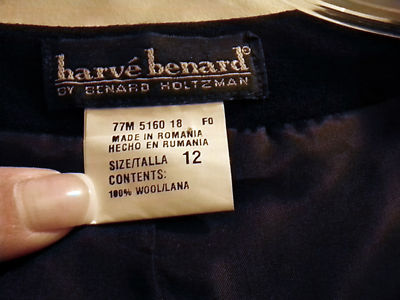 harvé benard®
BY BENARD HOLTZMAN
77M 5160 18 FO
MADE IN ROMANIA
HECHO EN RUMANIA
SIZE/TALLA 12
CONTENTS:
100% WOOL/LANA